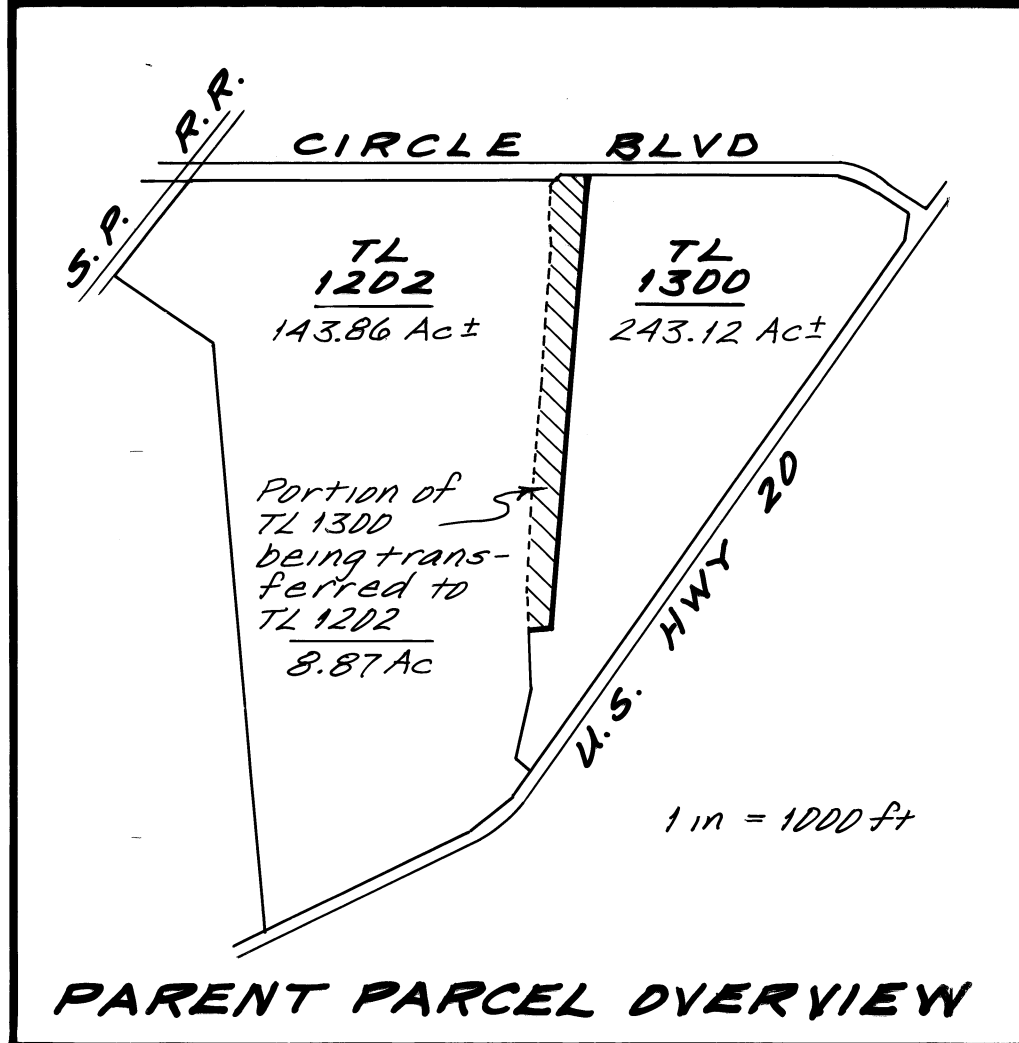 S.P. R.R.
CIRCLE BLVD
TL
1202
143.86 Ac ±
TL
1300
243.12 Ac ±
Portion of
TL 1300
being trans-
ferred to
TL 1202
8.87 Ac
U.S. HWY 20
1 in = 1000 ft
PARENT PARCEL OVERVIEW